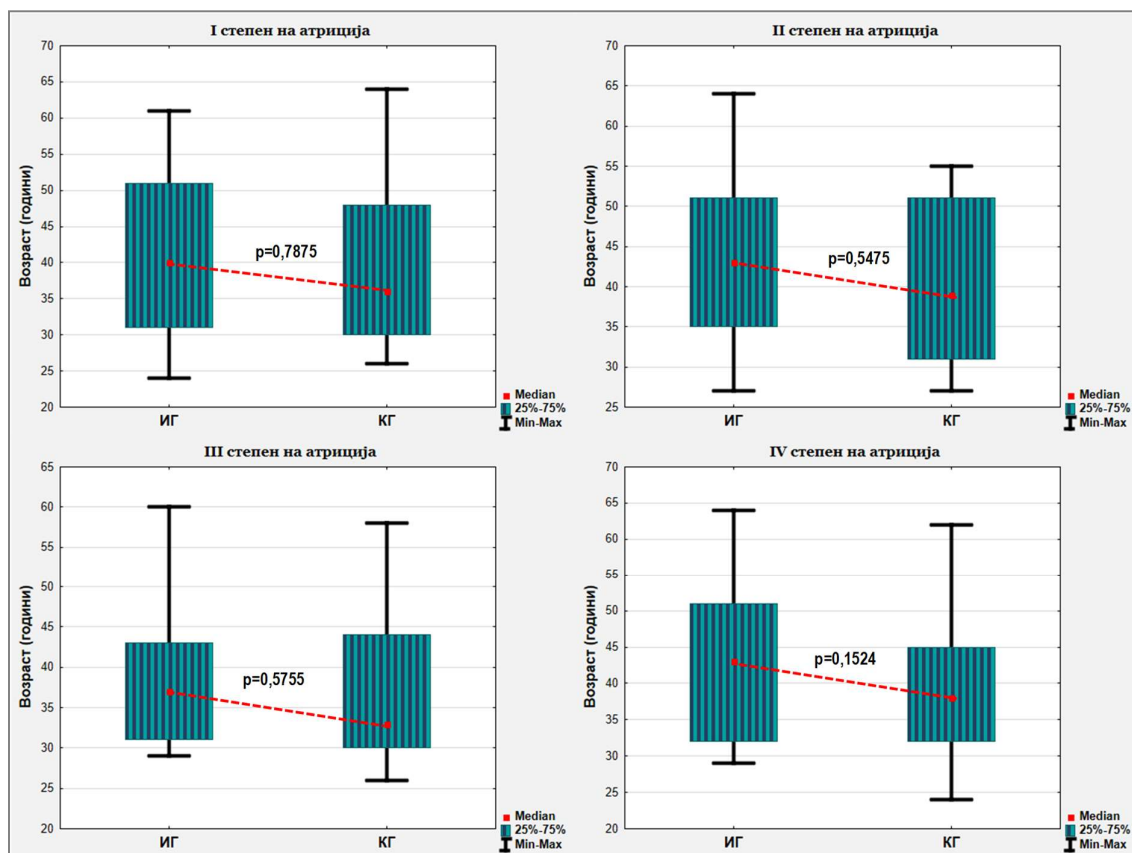 I степен на атриција
70
65
60
55
50
45
40
35
30
25
20
Возраст (години)
p=0,7875
ИГ
КГ
Median
25%-75%
Min-Max
II степен на атриција
70
65
60
55
50
45
40
35
30
25
Возраст (години)
p=0,5475
ИГ
КГ
Median
25%-75%
Min-Max
III степен на атриција
65
60
55
50
45
40
35
30
25
20
Возраст (години)
p=0,5755
ИГ
КГ
Median
25%-75%
Min-Max
IV степен на атриција
70
65
60
55
50
45
40
35
30
25
20
Возраст (години)
p=0,1524
ИГ
КГ
Median
25%-75%
Min-Max